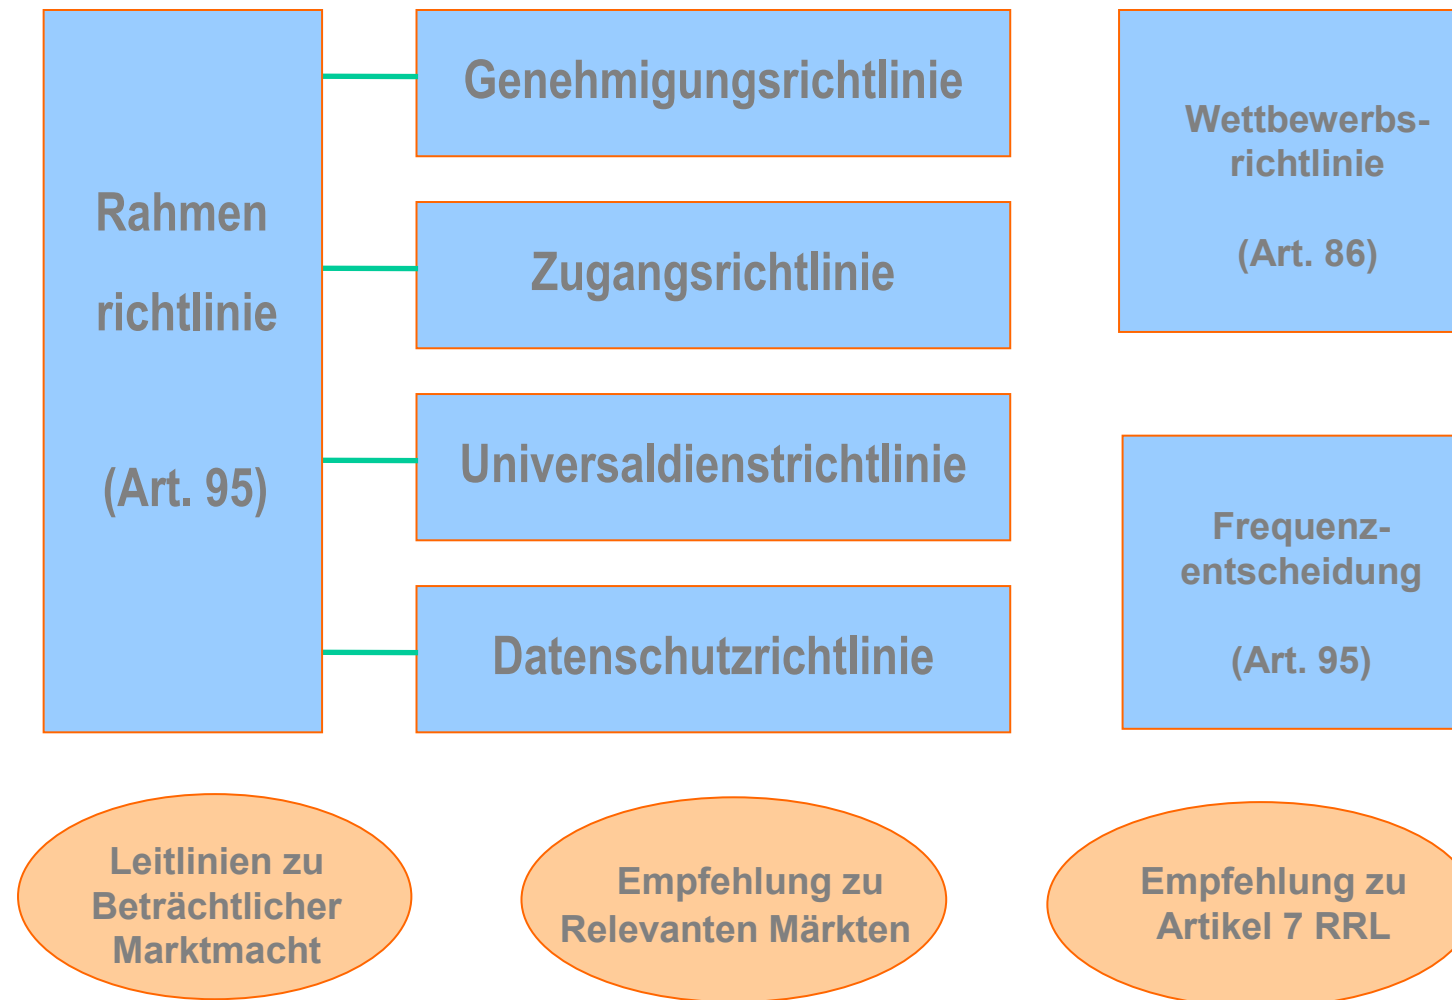 Rahmen
richtlinie
(Art. 95)
Genehmigungsrichtlinie
Zugangsrichtlinie
Universaldienstrichtlinie
Datenschutzrichtlinie
Wettbewerbs-
richtlinie
(Art. 86)
Frequenz-
entscheidung
(Art. 95)
Leitlinien zu
Beträchtlicher
Marktmacht
Empfehlung zu
Relevanten Märkten
Empfehlung zu
Artikel 7 RRL